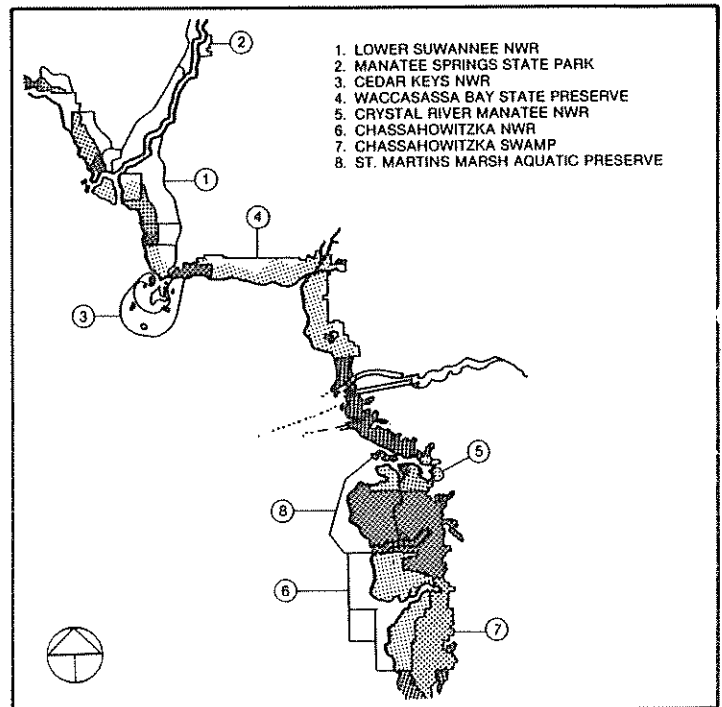 1. LOWER SUWANNEE NWR
2. MANATEE SPRINGS STATE PARK
3. CEDAR KEYS NWR
4. WACCASASSA BAY STATE PRESERVE
5. CRYSTAL RIVER MANATEE NWR
6. CHASSAHOWITZKA NWR
7. CHASSAHOWITZKA SWAMP
8. ST. MARTINS MARSH AQUATIC PRESERVE
2
1
4
3
5
8
6
7